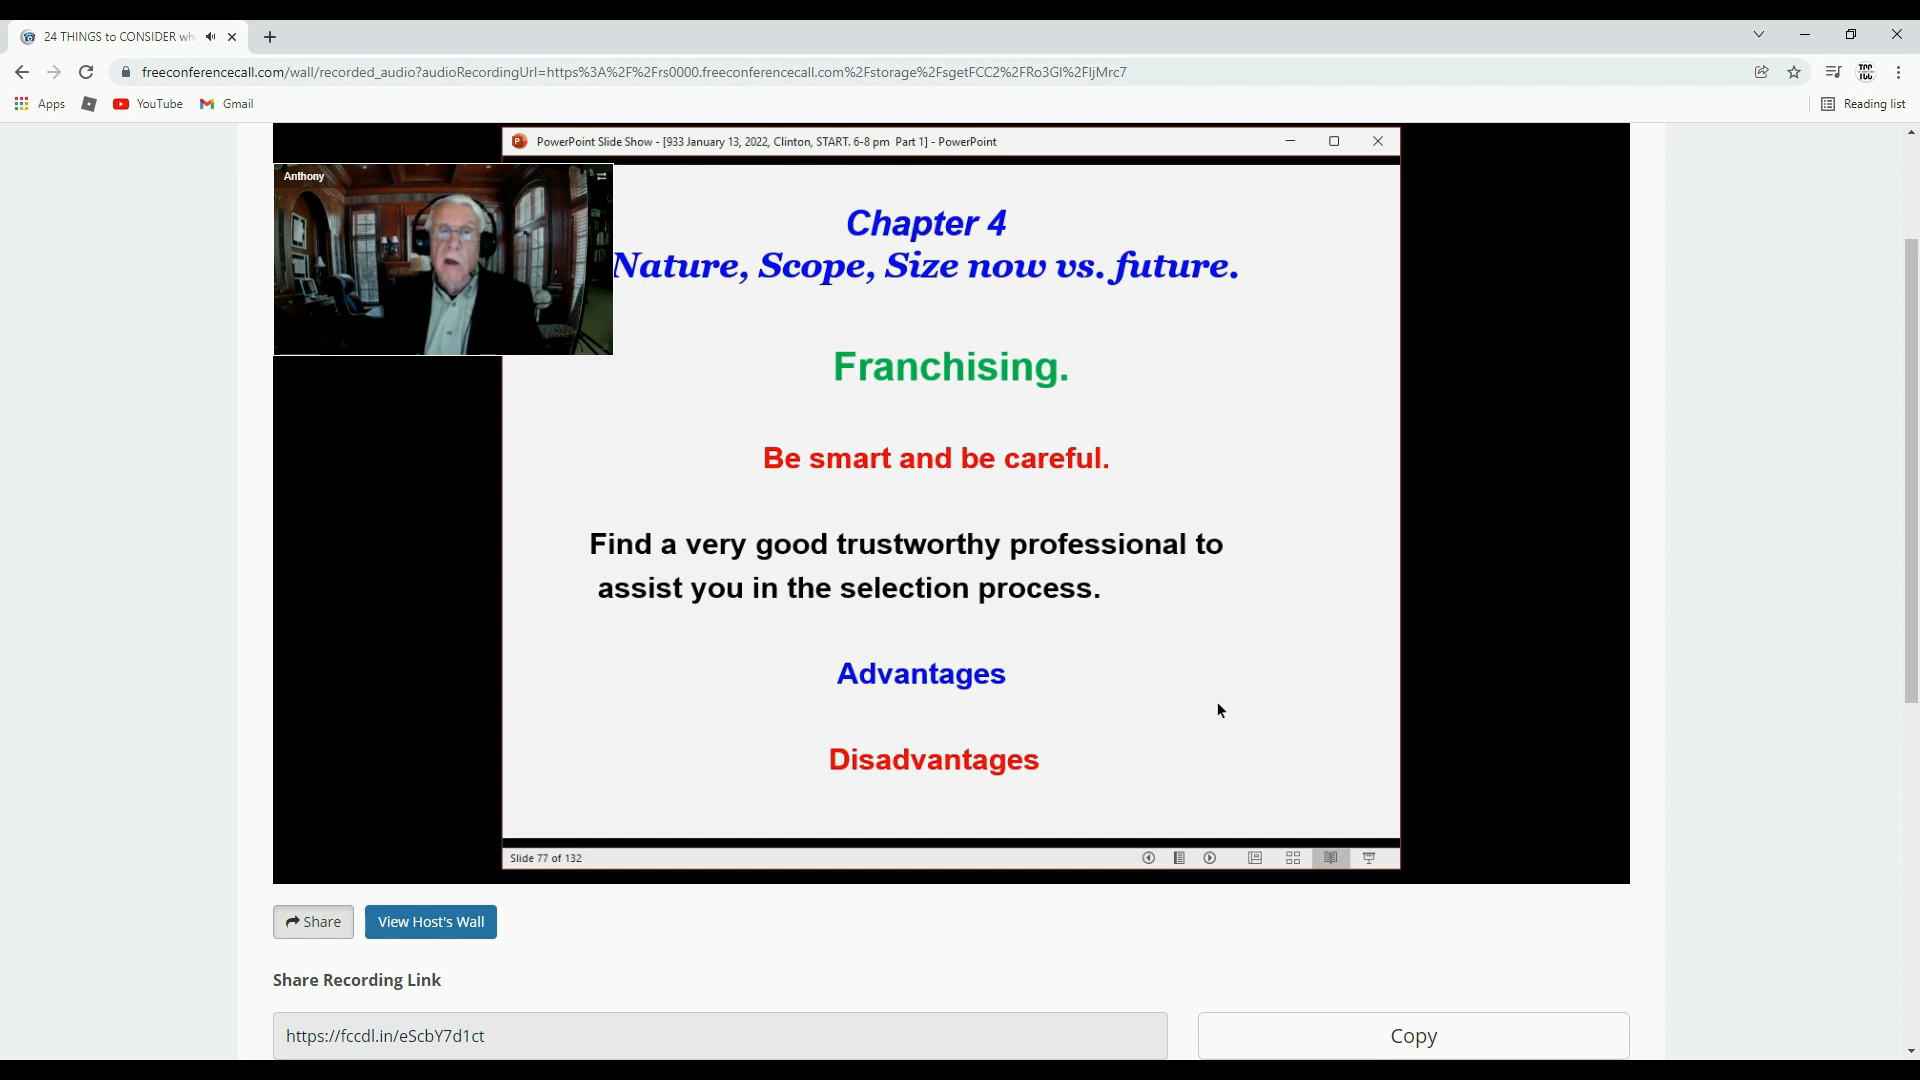 24 THINGS to CONSIDER wh
freeconferencecall.com/wall/recorded_audio?audioRecordingUrl=https%3A%2F%2Frs0000.freeconferencecall.com%2Fstorage%2FsgetFCC2%2FRo3GI%2FIjMrc7
Apps
YouTube
Gmail
Reading list
PowerPoint Slide Show - [933 January 13, 2022, Clinton, START. 6-8 pm Part 1] - PowerPoint
Anthony
Chapter 4
Nature, Scope, Size now vs. future.
Franchising.
Be smart and be careful.
Find a very good trustworthy professional to
assist you in the selection process.
Advantages
Disadvantages
Slide 77 of 132
Share
View Host's Wall
Share Recording Link
https://fccdl.in/eScbY7d1ct
Copy